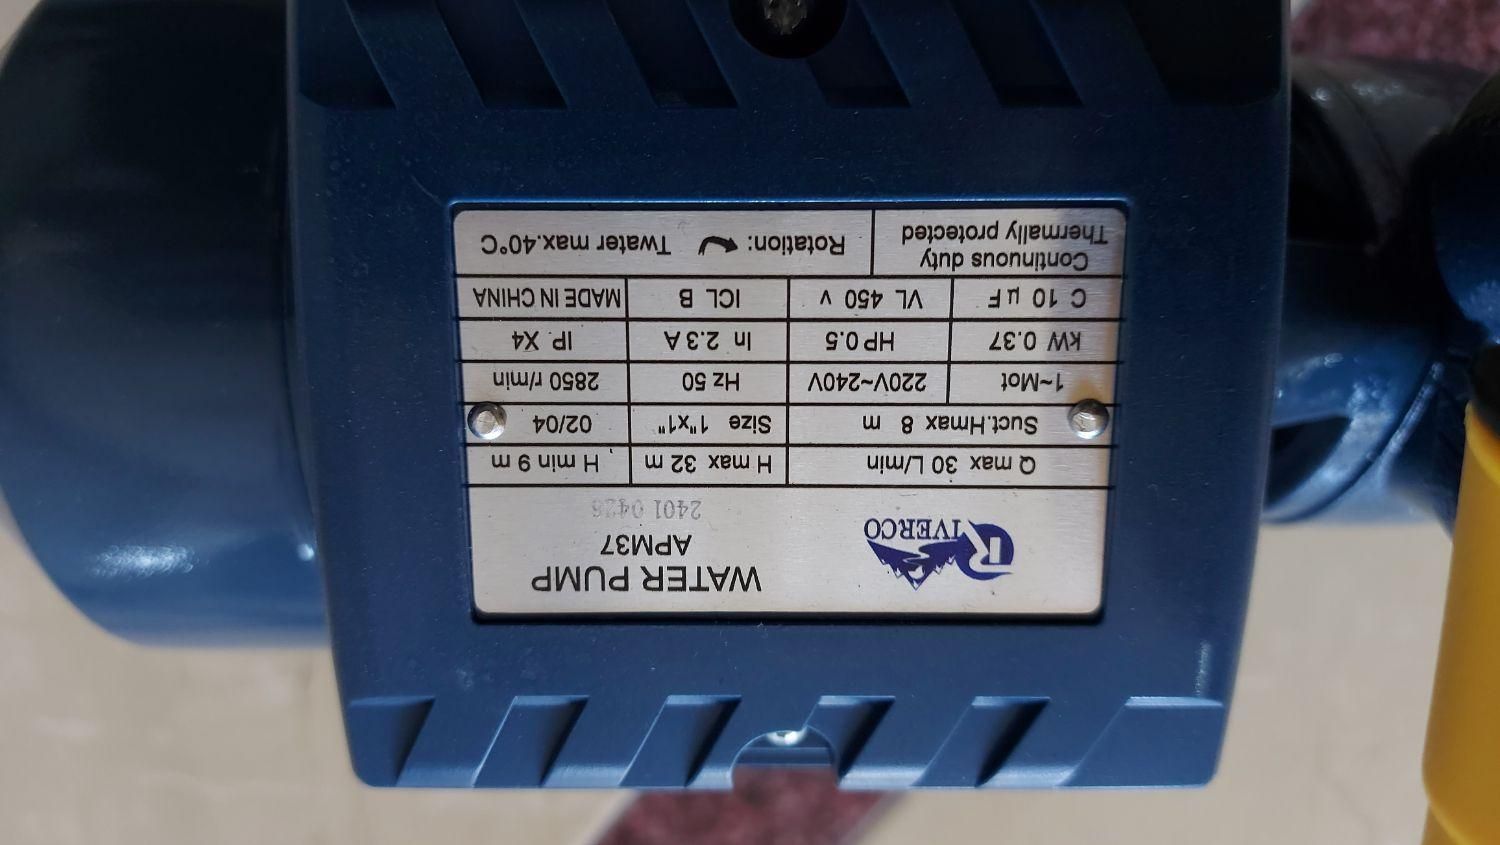 RIVERCO
WATER PUMP
APM37
2401 0426
Q max 30 L/min H max 32 m H min 9 m
Suct.Hmax 8 m Size 1"x1" 02/04
1~Mot 220V~240V Hz 50 2850 r/min
kW 0.37 HP 0.5 In 2.3 A IP X4
C 10 µF VL 450 v ICL B MADE IN CHINA
Continuous duty
Thermally protected
Rotation: Twater max.40°C